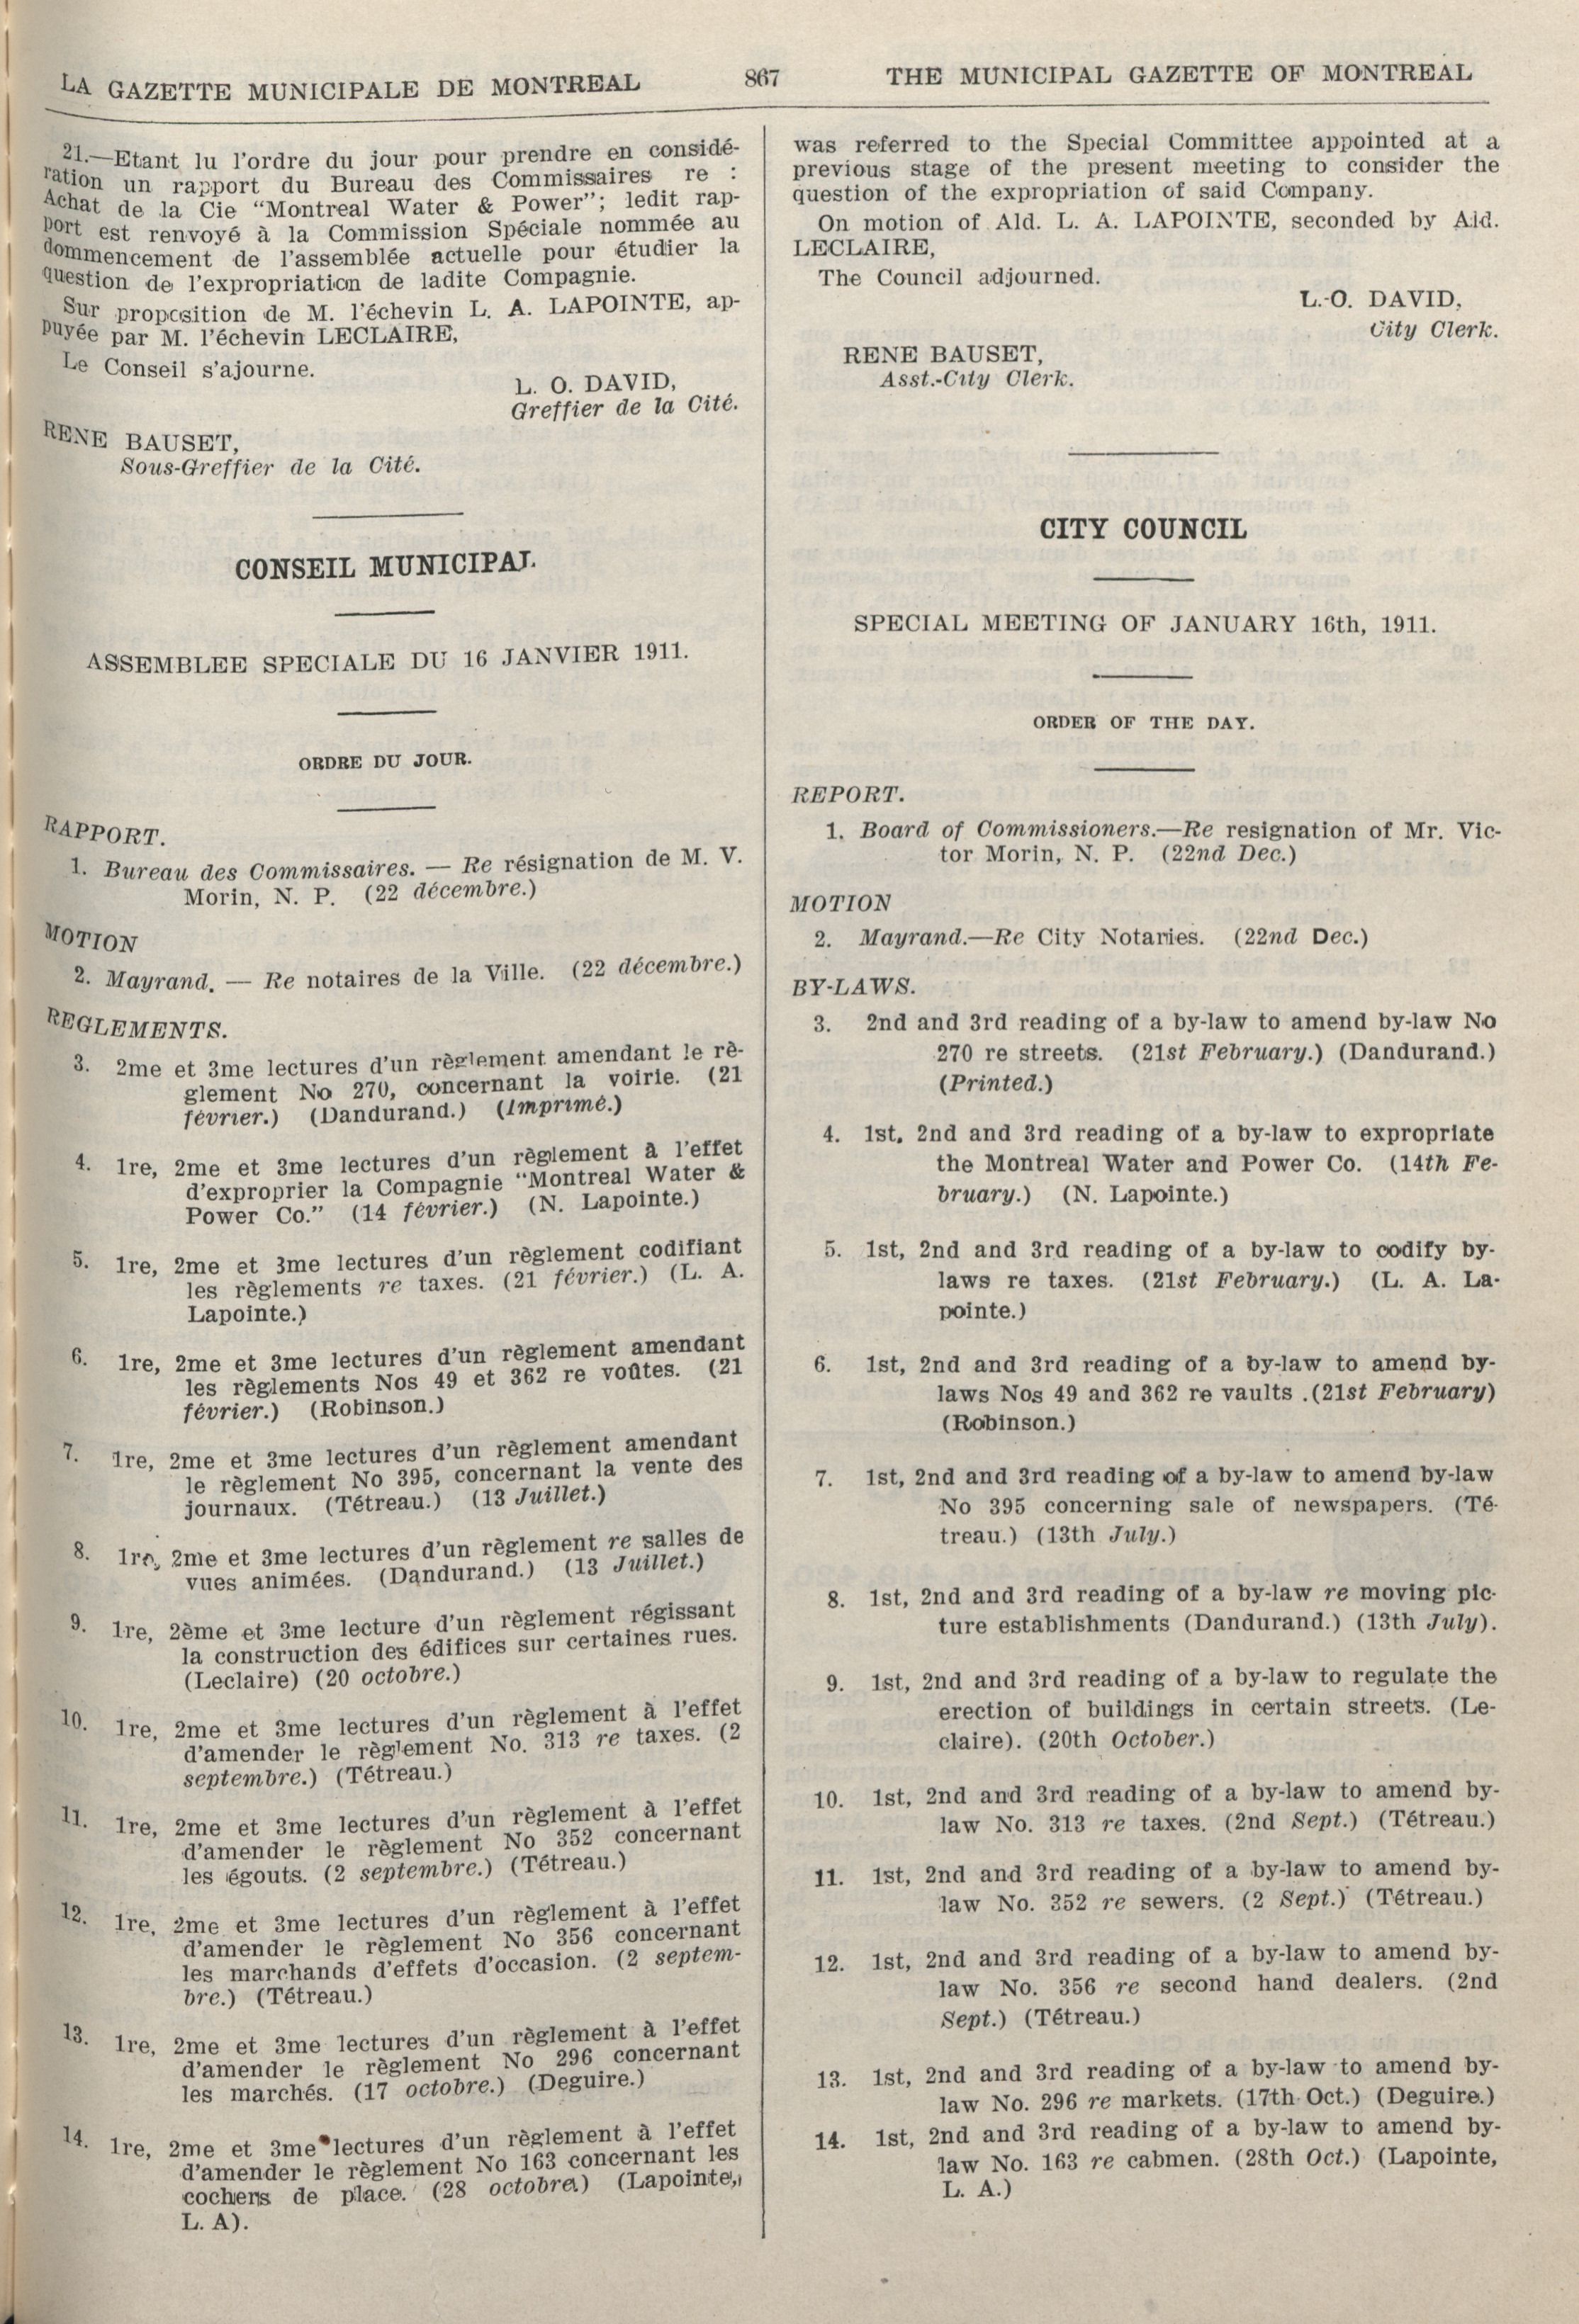 LA GAZETTE MUNICIPALE DE MONTREAL
867
THE MUNICIPAL GAZETTE OF MONTREAL
21.—Etant lu l'ordre du jour pour prendre en considé-
ration un rapport du Bureau des Commissaires re :
Achat de la Cie "Montreal Water & Power"; ledit rap-
port est renvoyé à la Commission Spéciale nommée au
dommencement de l'assemblée actuelle pour étudier la
question de l'expropriation de ladite Compagnie.
Sur proposition de M. l'échevin L. A. LAPOINTE, ap-
puyée par M. l'échevin LECLAIRE,
Le Conseil s'ajourne.
L. O. DAVID,
Greffier de la Cité.
RENE BAUSET,
Sous-Greffier de la Cité.
CONSEIL MUNICIPAL
ASSEMBLEE SPECIALE DU 16 JANVIER 1911.
ORDRE DU JOUR.
RAPPORT.
1. Bureau des Commissaires. — Re résignation de M. V.
Morin, N. P. (22 décembre.)
MOTION
2. Mayrand. — Re notaires de la Ville. (22 décembre.)
REGLEMENTS.
3. 2me et 3me lectures d'un règlement amendant le rè-
glement No 270, concernant la voirie. (21
février.) (Dandurand.) (Imprimé.)
4. 1re, 2me et 3me lectures d'un règlement à l'effet
d'exproprier la Compagnie "Montreal Water &
Power Co." (14 février.) (N. Lapointe.)
5. 1re, 2me et 3me lectures d'un règlement codifiant
les règlements re taxes. (21 février.) (L. A.
Lapointe.)
6. 1re, 2me et 3me lectures d'un règlement amendant
les règlements Nos 49 et 362 re voûtes. (21
février.) (Robinson.)
7. 1re, 2me et 3me lectures d'un règlement amendant
le règlement No 395, concernant la vente des
journaux. (Tétreau.) (13 Juillet.)
8. 1re, 2me et 3me lectures d'un règlement re salles de
vues animées. (Dandurand.) (13 Juillet.)
9. 1re, 2ème et 3me lecture d'un règlement régissant
la construction des édifices sur certaines rues.
(Leclaire) (20 octobre.)
10. 1re, 2me et 3me lectures d'un règlement à l'effet
d'amender le règlement No. 313 re taxes. (2
septembre.) (Tétreau.)
11. 1re, 2me et 3me lectures d'un règlement à l'effet
d'amender le règlement No 352 concernant
les égouts. (2 septembre.) (Tétreau.)
12. 1re, 2me et 3me lectures d'un règlement à l'effet
d'amender le règlement No 356 concernant
les marchands d'effets d'occasion. (2 septem-
bre.) (Tétreau.)
13. 1re, 2me et 3me lectures d'un règlement à l'effet
d'amender le règlement No 296 concernant
les marchés. (17 octobre.) (Deguire.)
14. 1re, 2me et 3me lectures d'un règlement à l'effet
d'amender le règlement No 163 concernant les
cochers de place. (28 octobre) (Lapointe,
L. A).
was referred to the Special Committee appointed at a
previous stage of the present meeting to consider the
question of the expropriation of said Company.
On motion of Ald. L. A. LAPOINTE, seconded by Ald.
LECLAIRE,
The Council adjourned.
L.-O. DAVID,
City Clerk.
RENE BAUSET,
Asst.-City Clerk.
CITY COUNCIL
SPECIAL MEETING OF JANUARY 16th, 1911.
ORDER OF THE DAY.
REPORT.
1. Board of Commissioners.—Re resignation of Mr. Vic-
tor Morin, N. P. (22nd Dec.)
MOTION
2. Mayrand.—Re City Notaries. (22nd Dec.)
BY-LAWS.
3. 2nd and 3rd reading of a by-law to amend by-law No
270 re streets. (21st February.) (Dandurand.)
(Printed.)
4. 1st, 2nd and 3rd reading of a by-law to expropriate
the Montreal Water and Power Co. (14th Fe-
bruary.) (N. Lapointe.)
5. 1st, 2nd and 3rd reading of a by-law to codify by-
laws re taxes. (21st February.) (L. A. La-
pointe.)
6. 1st, 2nd and 3rd reading of a by-law to amend by-
laws Nos 49 and 362 re vaults .(21st February)
(Robinson.)
7. 1st, 2nd and 3rd reading of a by-law to amend by-law
No 395 concerning sale of newspapers. (Té-
treau.) (13th July.)
8. 1st, 2nd and 3rd reading of a by-law re moving pic-
ture establishments (Dandurand.) (13th July).
9. 1st, 2nd and 3rd reading of a by-law to regulate the
erection of buildings in certain streets. (Le-
claire). (20th October.)
10. 1st, 2nd and 3rd reading of a by-law to amend by-
law No. 313 re taxes. (2nd Sept.) (Tétreau.)
11. 1st, 2nd and 3rd reading of a by-law to amend by-
law No. 352 re sewers. (2 Sept.) (Tétreau.)
12. 1st, 2nd and 3rd reading of a by-law to amend by-
law No. 356 re second hand dealers. (2nd
Sept.) (Tétreau.)
13. 1st, 2nd and 3rd reading of a by-law to amend by-
law No. 296 re markets. (17th Oct.) (Deguire.)
14. 1st, 2nd and 3rd reading of a by-law to amend by-
law No. 163 re cabmen. (28th Oct.) (Lapointe,
L. A.)